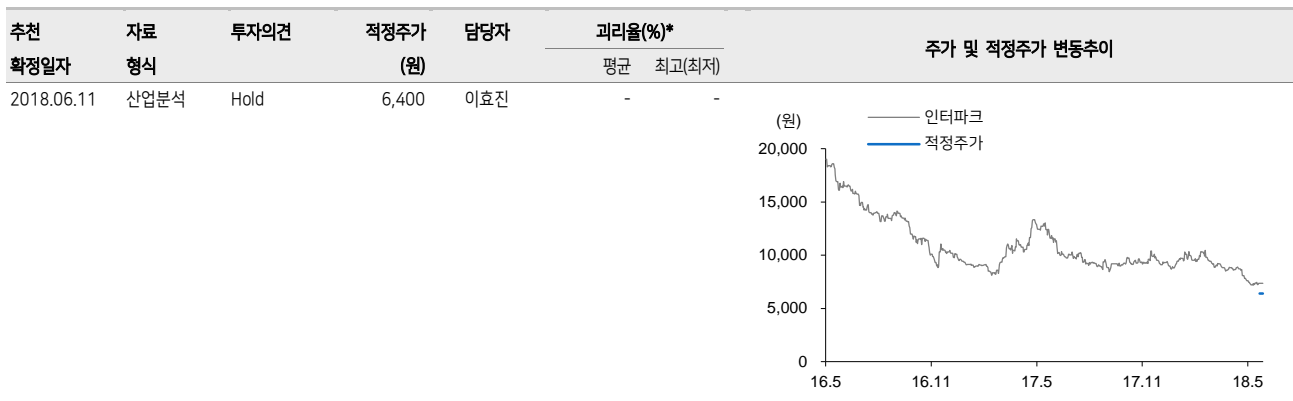 추천 자료 투자의견 적정주가 담당자 괴리율(%)* 주가 및 적정주가 변동추이
확정일자 형식 (원) 평균 최고(최저)
2018.06.11 산업분석 Hold 6,400 이효진 - -
(원)
인터파크
적정주가
20,000
15,000
10,000
5,000
0
16.5 16.11 17.5 17.11 18.5